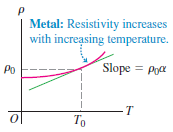 ρ
Metal: Resistivity increases
with increasing temperature.
ρ₀
Slope = ρ₀α
O
T₀
T